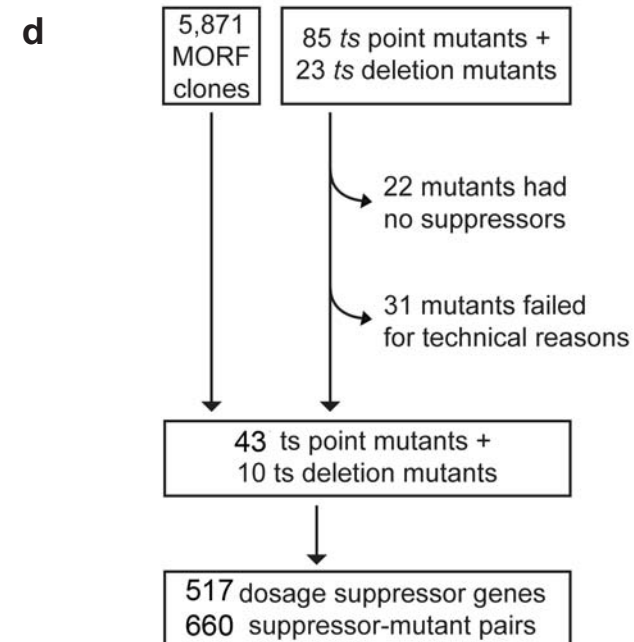 d
5,871
MORF
clones
85 ts point mutants +
23 ts deletion mutants
22 mutants had
no suppressors
31 mutants failed
for technical reasons
43 ts point mutants +
10 ts deletion mutants
517 dosage suppressor genes
660 suppressor-mutant pairs